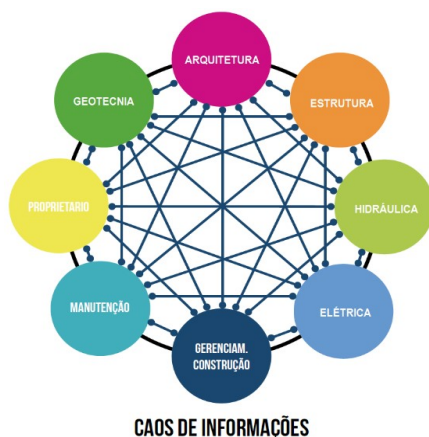 ARQUITETURA
GEOTECNIA
ESTRUTURA
PROPRIETARIO
HIDRÁULICA
MANUTENÇÃO
ELÉTRICA
GERENCIAM.
CONSTRUÇÃO
CAOS DE INFORMAÇÕES